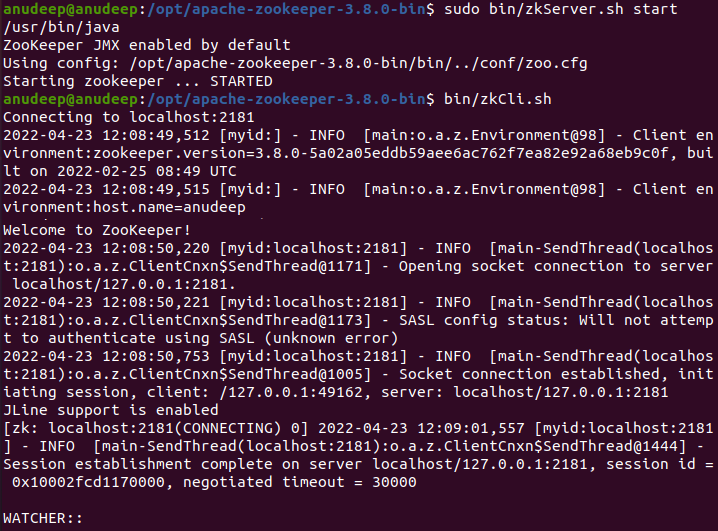 anudeep@anudeep:/opt/apache-zookeeper-3.8.0-bin$ sudo bin/zkServer.sh start
/usr/bin/java
ZooKeeper JMX enabled by default
Using config: /opt/apache-zookeeper-3.8.0-bin/bin/../conf/zoo.cfg
Starting zookeeper ... STARTED
anudeep@anudeep:/opt/apache-zookeeper-3.8.0-bin$ bin/zkCli.sh
Connecting to localhost:2181
2022-04-23 12:08:49,512 [myid:] - INFO  [main:o.a.z.Environment@98] - Client en
vironment:zookeeper.version=3.8.0-5a02a05eddb59aee6ac762f7ea82e92a68eb9c0f, bui
lt on 2022-02-25 08:49 UTC
2022-04-23 12:08:49,515 [myid:] - INFO  [main:o.a.z.Environment@98] - Client en
vironment:host.name=anudeep
Welcome to ZooKeeper!
2022-04-23 12:08:50,220 [myid:localhost:2181] - INFO  [main-SendThread(localhos
t:2181):o.a.z.ClientCnxn$SendThread@1171] - Opening socket connection to server
 localhost/127.0.0.1:2181.
2022-04-23 12:08:50,221 [myid:localhost:2181] - INFO  [main-SendThread(localhos
t:2181):o.a.z.ClientCnxn$SendThread@1173] - SASL config status: Will not attemp
t to authenticate using SASL (unknown error)
2022-04-23 12:08:50,753 [myid:localhost:2181] - INFO  [main-SendThread(localhos
t:2181):o.a.z.ClientCnxn$SendThread@1005] - Socket connection established, init
iating session, client: /127.0.0.1:49162, server: localhost/127.0.0.1:2181
JLine support is enabled
[zk: localhost:2181(CONNECTING) 0] 2022-04-23 12:09:01,557 [myid:localhost:2181
] - INFO  [main-SendThread(localhost:2181):o.a.z.ClientCnxn$SendThread@1444] -
Session establishment complete on server localhost/127.0.0.1:2181, session id =
 0x10002fcd1170000, negotiated timeout = 30000
WATCHER::